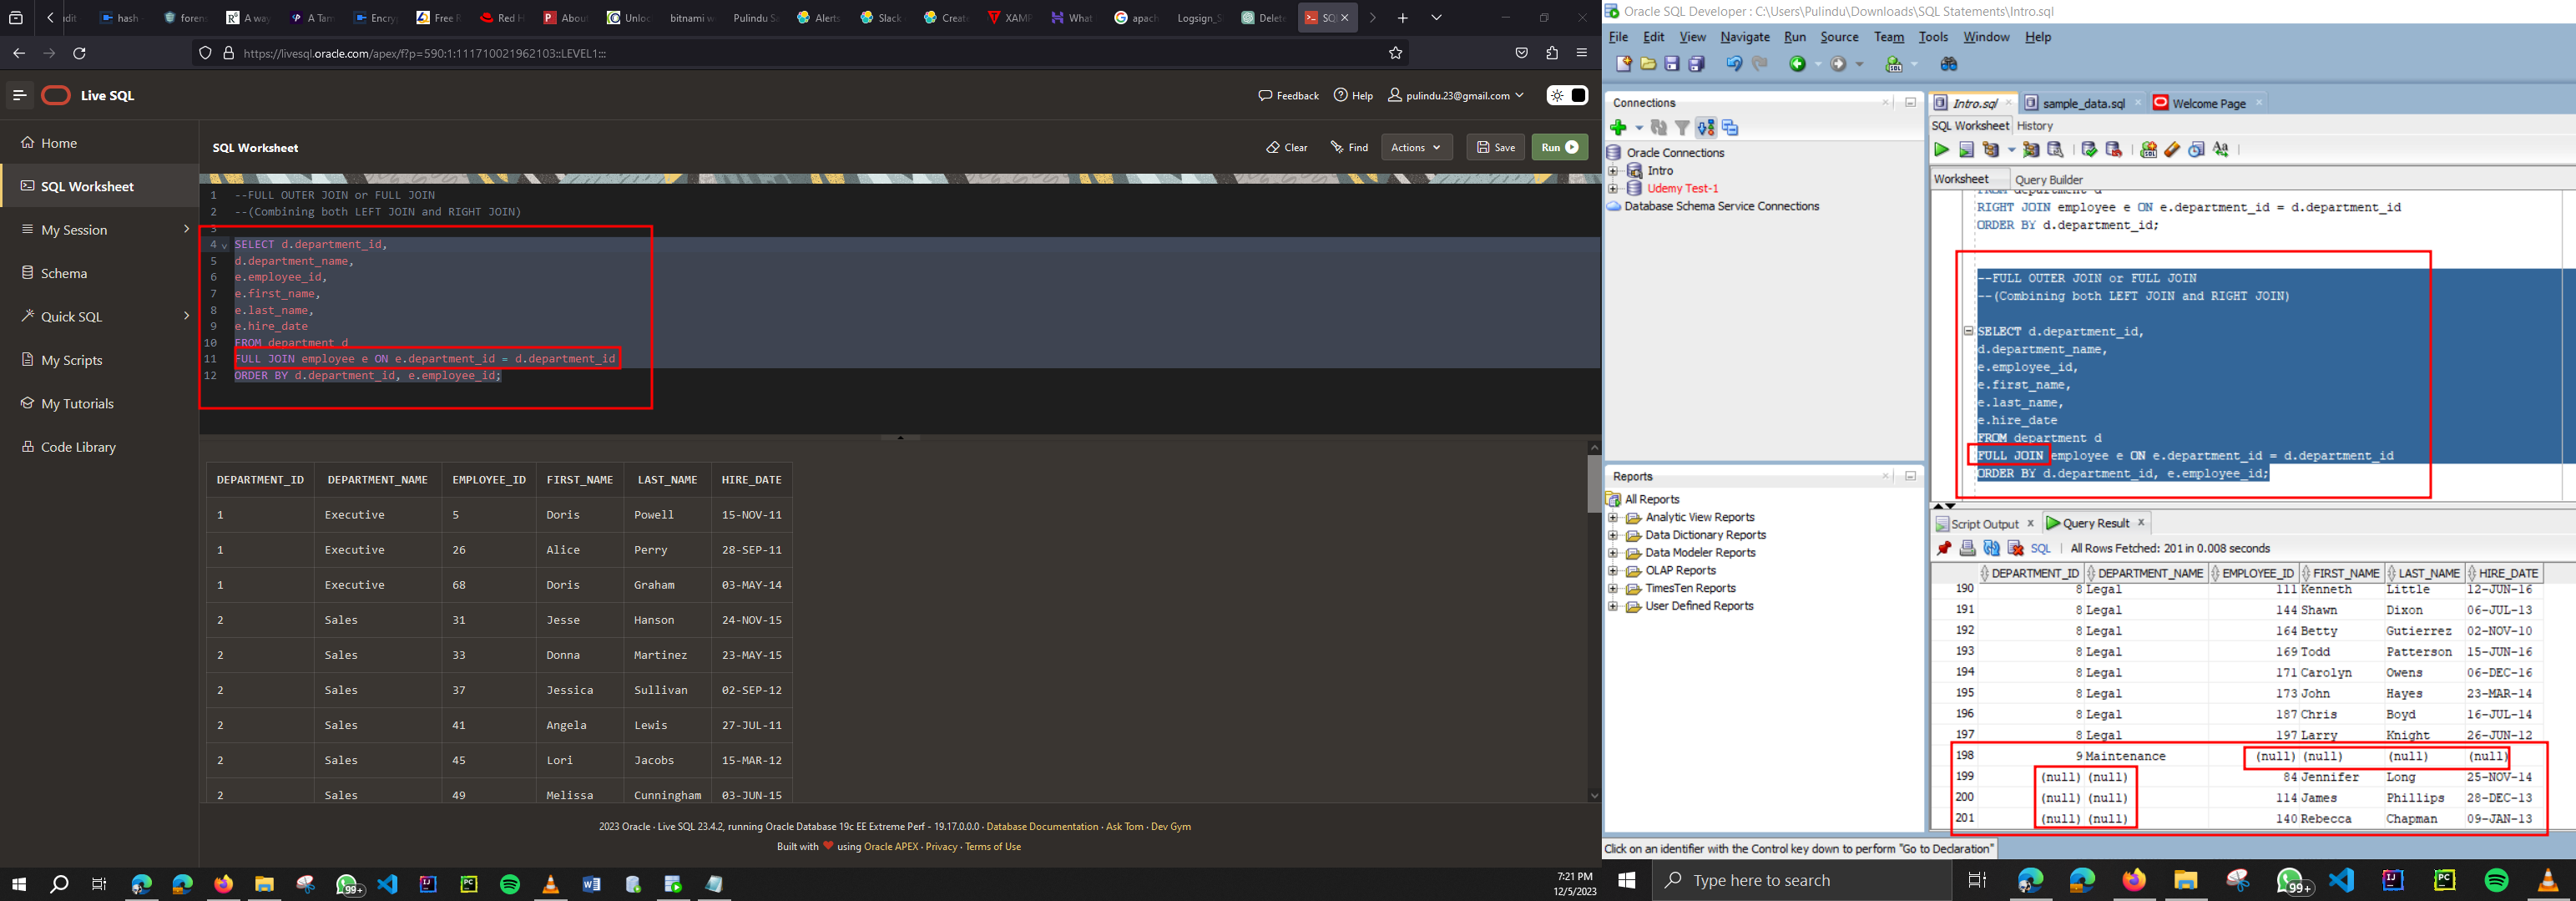 udit
hash
foren
A way
A Tam
Encry
Free R
Red H
About
Unloc
bitnami w
Pulindu Sa
Alerts
Slack
Create
XAMP
What
apach
Logsign_S
Delete
SQ
https://livesql.oracle.com/apex/f?p=590:1:111710021962103::LEVEL1:::
Live SQL
Feedback
Help
pulindu.23@gmail.com
Home
SQL Worksheet
My Session
Schema
Quick SQL
My Scripts
My Tutorials
Code Library
SQL Worksheet
Clear
Find
Actions
Save
Run
1 --FULL OUTER JOIN or FULL JOIN
2 --(Combining both LEFT JOIN and RIGHT JOIN)
3
4 SELECT d.department_id,
5 d.department_name,
6 e.employee_id,
7 e.first_name,
8 e.last_name,
9 e.hire_date
10 FROM department d
11 FULL JOIN employee e ON e.department_id = d.department_id
12 ORDER BY d.department_id, e.employee_id;
DEPARTMENT_ID DEPARTMENT_NAME EMPLOYEE_ID FIRST_NAME LAST_NAME HIRE_DATE
1 Executive 5 Doris Powell 15-NOV-11
1 Executive 26 Alice Perry 28-SEP-11
1 Executive 68 Doris Graham 03-MAY-14
2 Sales 31 Jesse Hanson 24-NOV-15
2 Sales 33 Donna Martinez 23-MAY-15
2 Sales 37 Jessica Sullivan 02-SEP-12
2 Sales 41 Angela Lewis 27-JUL-11
2 Sales 45 Lori Jacobs 15-MAR-12
2 Sales 49 Melissa Cunningham 03-JUN-15
2023 Oracle · Live SQL 23.4.2, running Oracle Database 19c EE Extreme Perf - 19.17.0.0.0 · Database Documentation · Ask Tom · Dev Gym
Built with ❤ using Oracle APEX · Privacy · Terms of Use
99+
7:21 PM
12/5/2023
Oracle SQL Developer : C:\Users\Pulindu\Downloads\SQL Statements\Intro.sql
File Edit View Navigate Run Source Team Tools Window Help
Connections
Oracle Connections
Intro
Udemy Test-1
Database Schema Service Connections
Reports
All Reports
Analytic View Reports
Data Dictionary Reports
Data Modeler Reports
OLAP Reports
TimesTen Reports
User Defined Reports
Intro.sql
sample_data.sql
Welcome Page
SQL Worksheet History
Worksheet Query Builder
FROM department d
RIGHT JOIN employee e ON e.department_id = d.department_id
ORDER BY d.department_id;
--FULL OUTER JOIN or FULL JOIN
--(Combining both LEFT JOIN and RIGHT JOIN)
SELECT d.department_id,
d.department_name,
e.employee_id,
e.first_name,
e.last_name,
e.hire_date
FROM department d
FULL JOIN employee e ON e.department_id = d.department_id
ORDER BY d.department_id, e.employee_id;
Script Output Query Result
SQL | All Rows Fetched: 201 in 0.008 seconds
DEPARTMENT_ID DEPARTMENT_NAME EMPLOYEE_ID FIRST_NAME LAST_NAME HIRE_DATE
190 8 Legal 111 Kenneth Little 12-JUN-16
191 8 Legal 144 Shawn Dixon 06-JUL-13
192 8 Legal 164 Betty Gutierrez 02-NOV-10
193 8 Legal 169 Todd Patterson 15-JUN-16
194 8 Legal 171 Carolyn Owens 06-DEC-16
195 8 Legal 173 John Hayes 23-MAR-14
196 8 Legal 187 Chris Boyd 16-JUL-14
197 8 Legal 197 Larry Knight 26-JUN-12
198 9 Maintenance (null) (null) (null) (null)
199 (null) (null) 84 Jennifer Long 25-NOV-14
200 (null) (null) 114 James Phillips 28-DEC-13
201 (null) (null) 140 Rebecca Chapman 09-JAN-13
Click on an identifier with the Control key down to perform "Go to Declaration"
Type here to search
99+